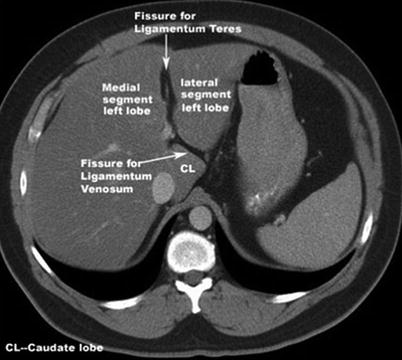 Fissure for
Ligamentum Teres
Medial
segment
left lobe
lateral
segment
left lobe
Fissure for
Ligamentum
Venosum
CL
CL--Caudate lobe